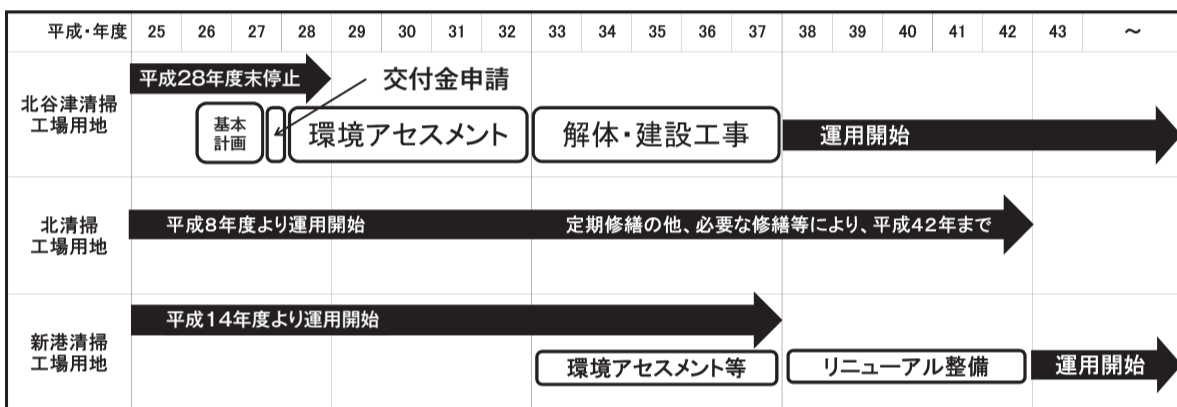 平成・年度 25 26 27 28 29 30 31 32 33 34 35 36 37 38 39 40 41 42 43 ～
北谷津清掃
工場用地
平成28年度末停止
交付金申請
基本
計画
環境アセスメント
解体・建設工事
運用開始
北清掃
工場用地
平成8年度より運用開始
定期修繕の他、必要な修繕等により、平成42年まで
新港清掃
工場用地
平成14年度より運用開始
環境アセスメント等
リニューアル整備
運用開始